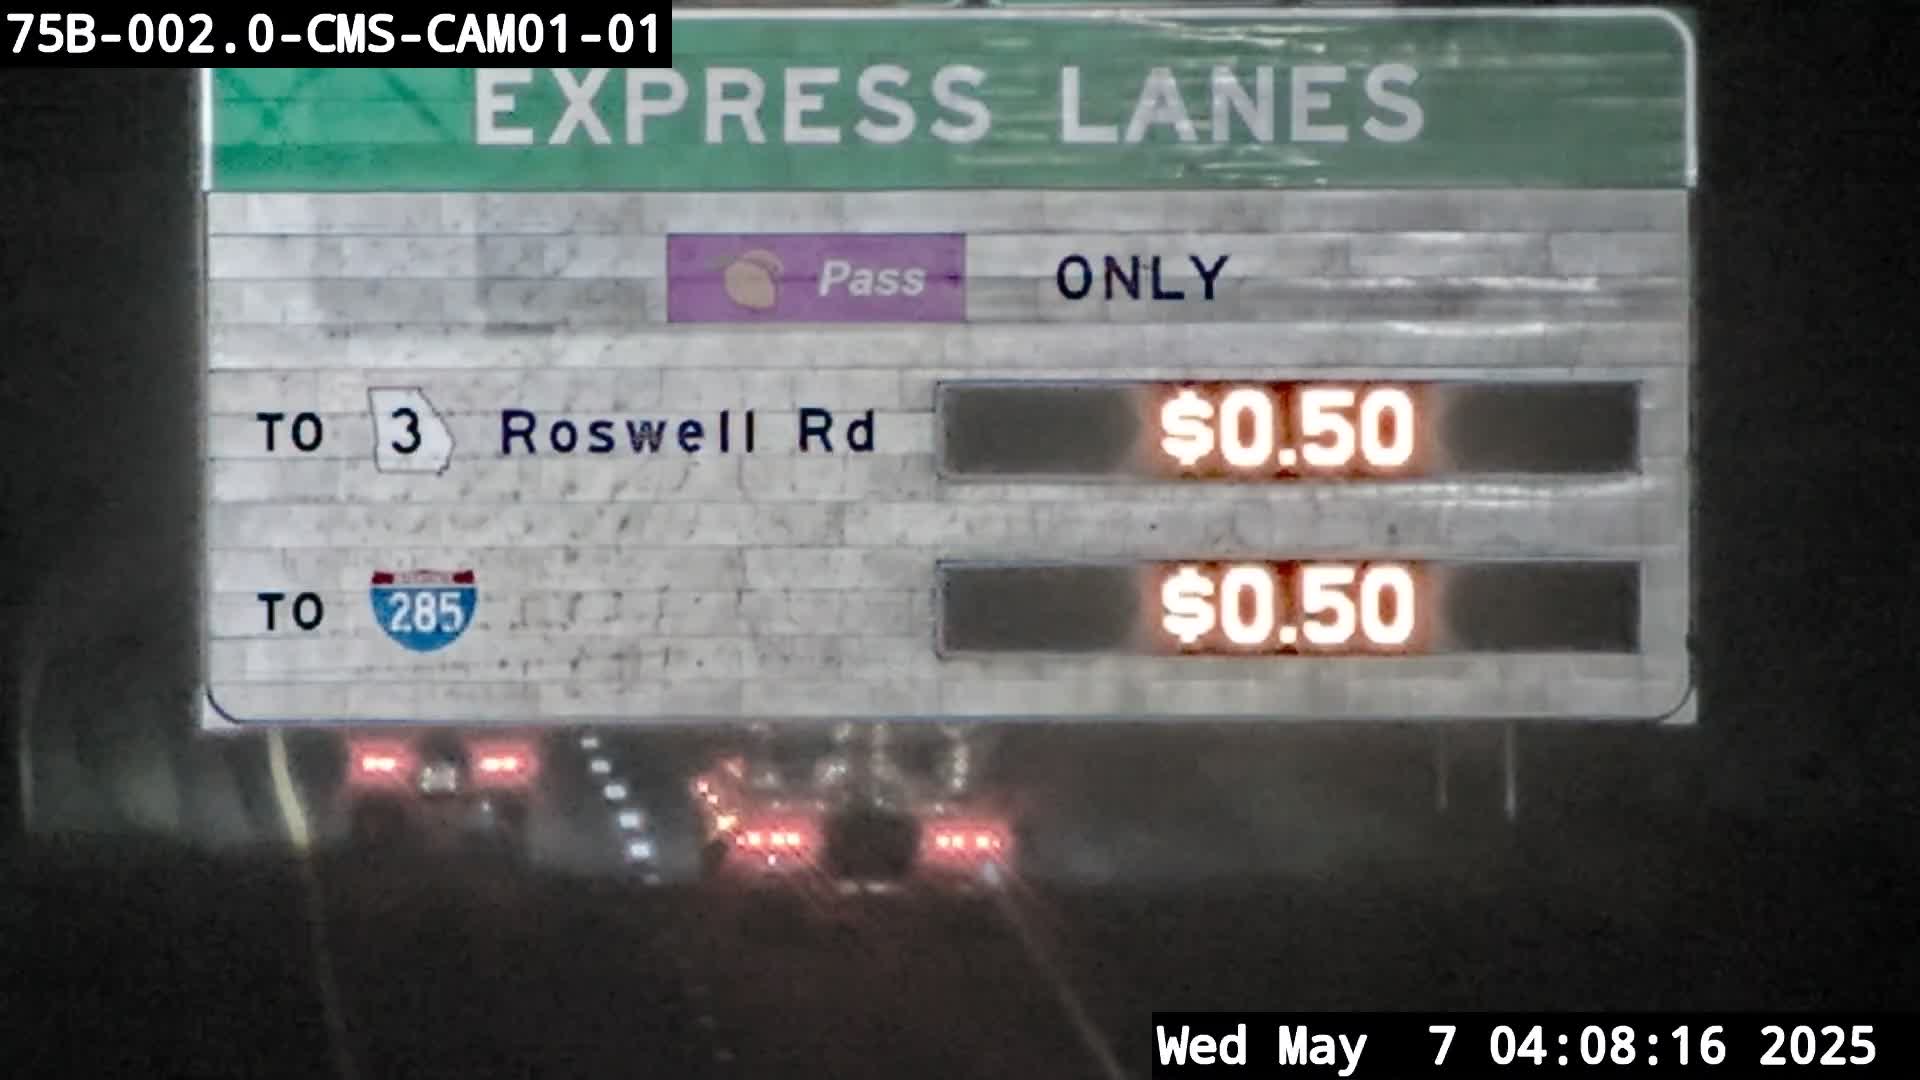 75B-002.0-CMS-CAM01-01
EXPRESS LANES
Pass ONLY
TO 3 Roswell Rd $0.50
TO 285 $0.50
Wed May 7 04:08:16 2025